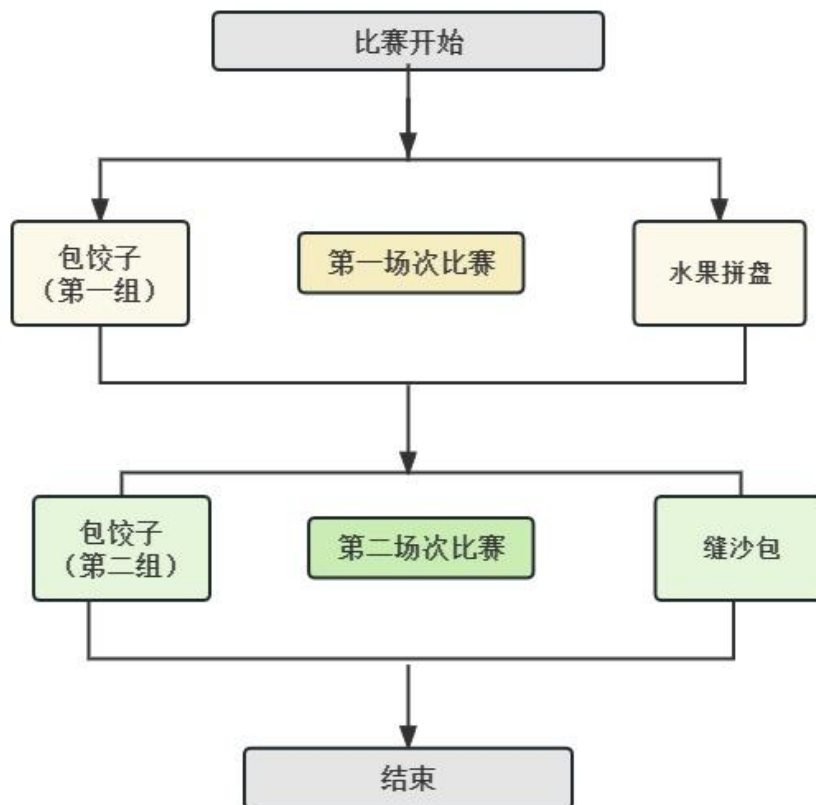 比赛开始
包饺子
（第一组）
第一场次比赛
水果拼盘
包饺子
（第二组）
第二场次比赛
缝沙包
结束